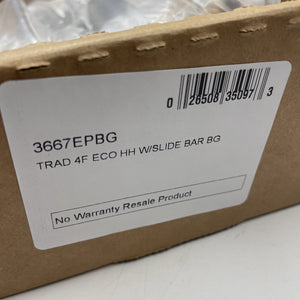 0 26508 35097 3
3667EPBG
TRAD 4F ECO HH W/SLIDE BAR BG
No Warranty Resale Product